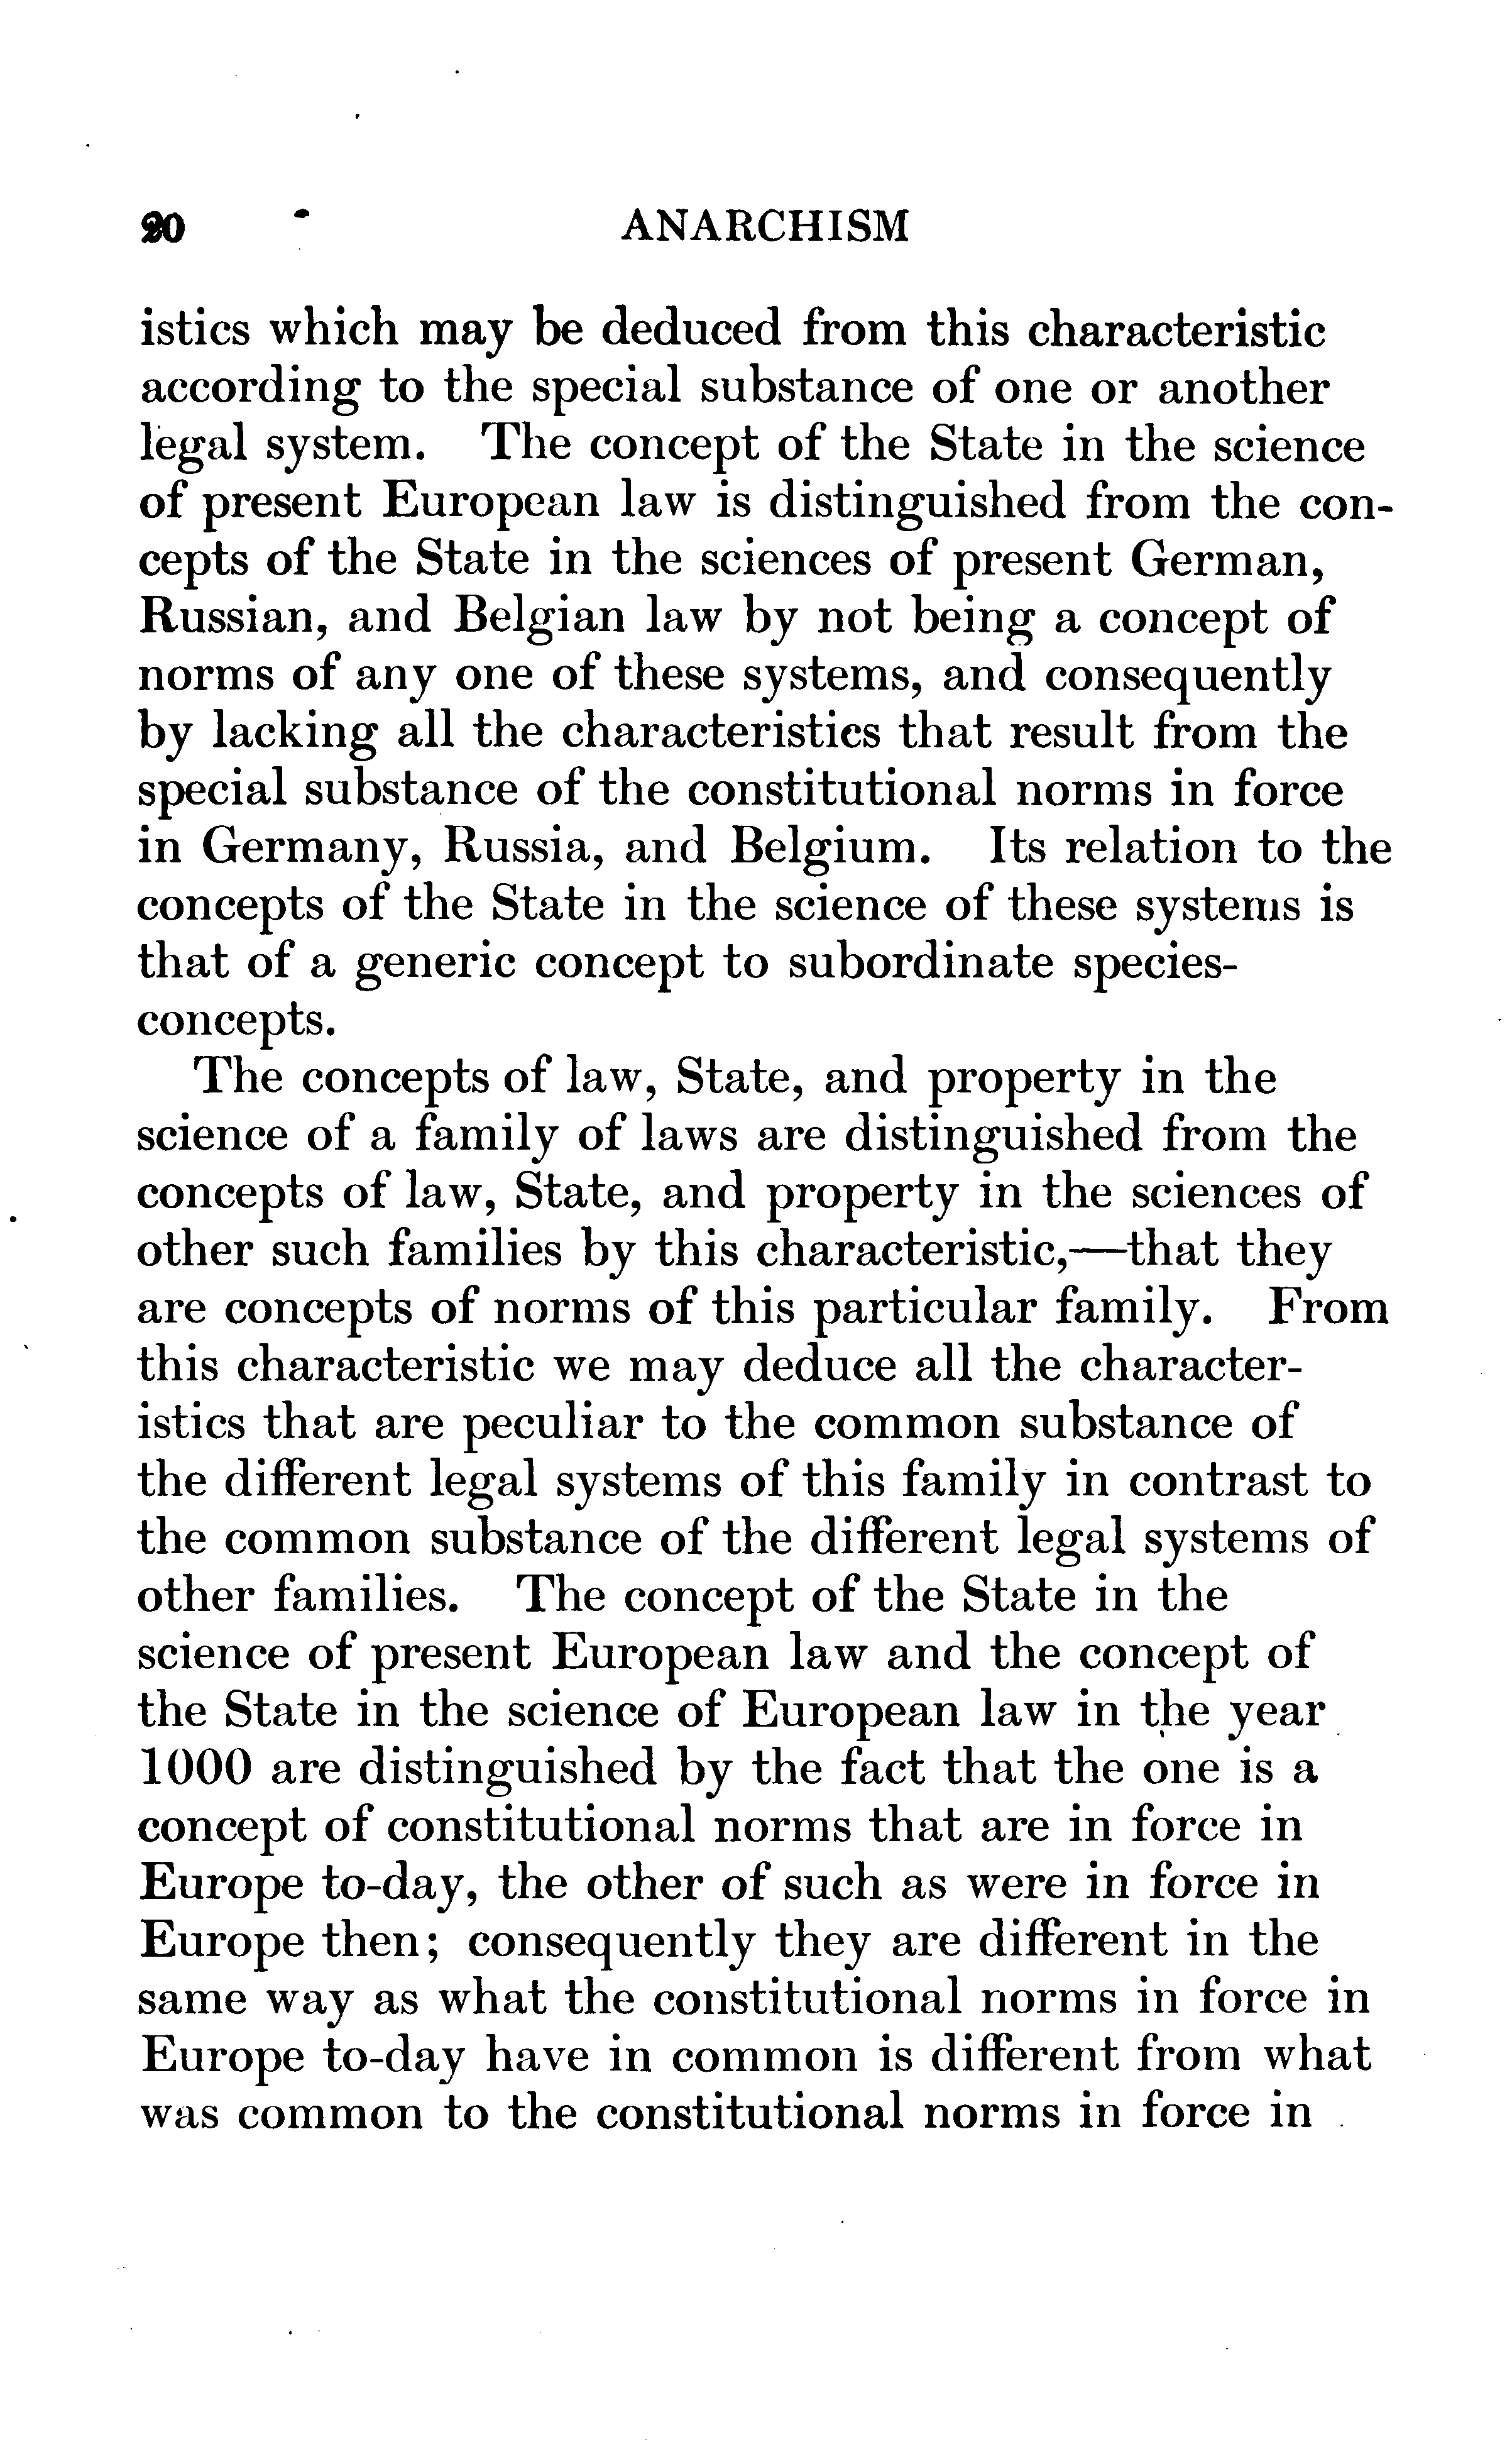 20 ANARCHISM
istics which may be deduced from this characteristic
according to the special substance of one or another
legal system. The concept of the State in the science
of present European law is distinguished from the con-
cepts of the State in the sciences of present German,
Russian, and Belgian law by not being a concept of
norms of any one of these systems, and consequently
by lacking all the characteristics that result from the
special substance of the constitutional norms in force
in Germany, Russia, and Belgium. Its relation to the
concepts of the State in the science of these systems is
that of a generic concept to subordinate species-
concepts.
The concepts of law, State, and property in the
science of a family of laws are distinguished from the
concepts of law, State, and property in the sciences of
other such families by this characteristic,—that they
are concepts of norms of this particular family. From
this characteristic we may deduce all the character-
istics that are peculiar to the common substance of
the different legal systems of this family in contrast to
the common substance of the different legal systems of
other families. The concept of the State in the
science of present European law and the concept of
the State in the science of European law in the year
1000 are distinguished by the fact that the one is a
concept of constitutional norms that are in force in
Europe to-day, the other of such as were in force in
Europe then; consequently they are different in the
same way as what the constitutional norms in force in
Europe to-day have in common is different from what
was common to the constitutional norms in force in